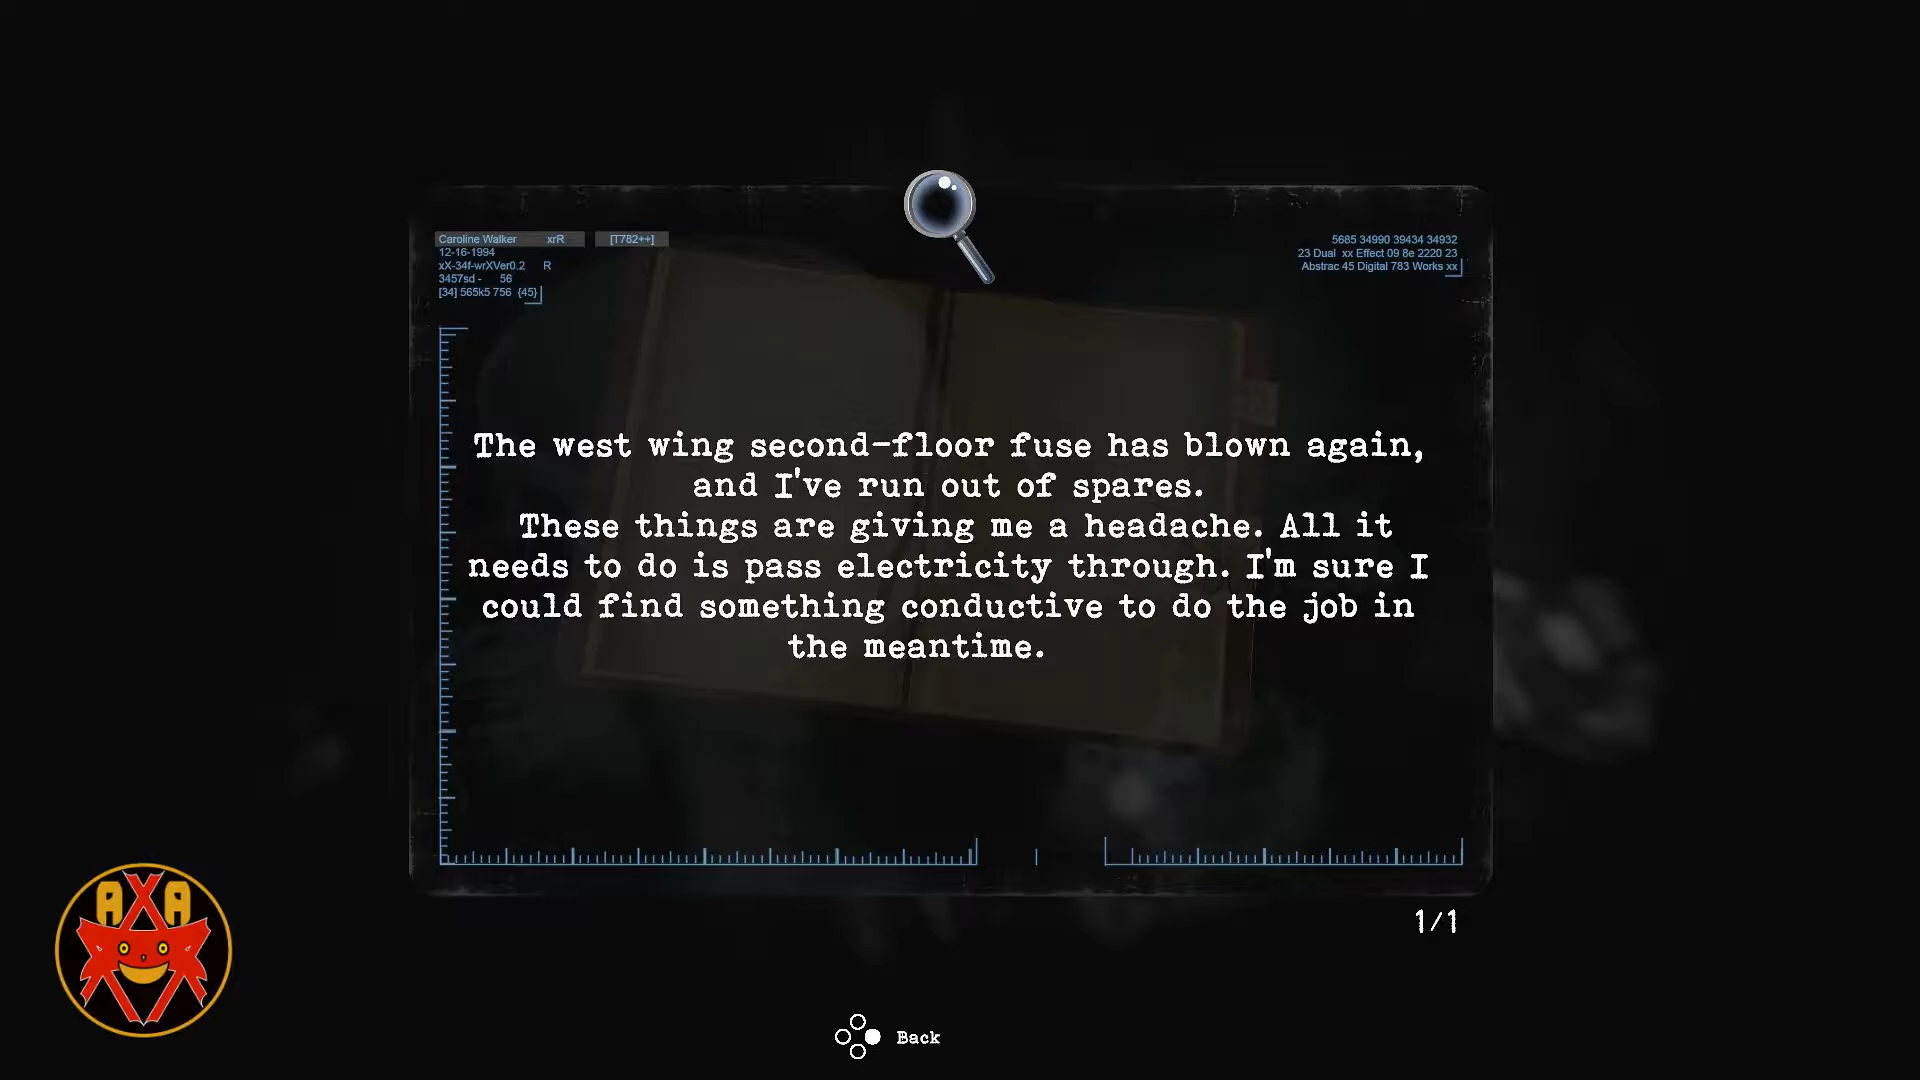 Caroline Walker xrR [T782++]
12-16-1994
xX-34f-wrXVer0.2 R
3457sd - 56
[34] 565k5 756 {45}
5685 34990 39434 34932
23 Dual xx Effect 09 8e 2220 23
Abstrac 45 Digital 783 Works xx
The west wing second-floor fuse has blown again,
and I've run out of spares.
These things are giving me a headache. All it
needs to do is pass electricity through. I'm sure I
could find something conductive to do the job in
the meantime.
1/1
AXA
Back